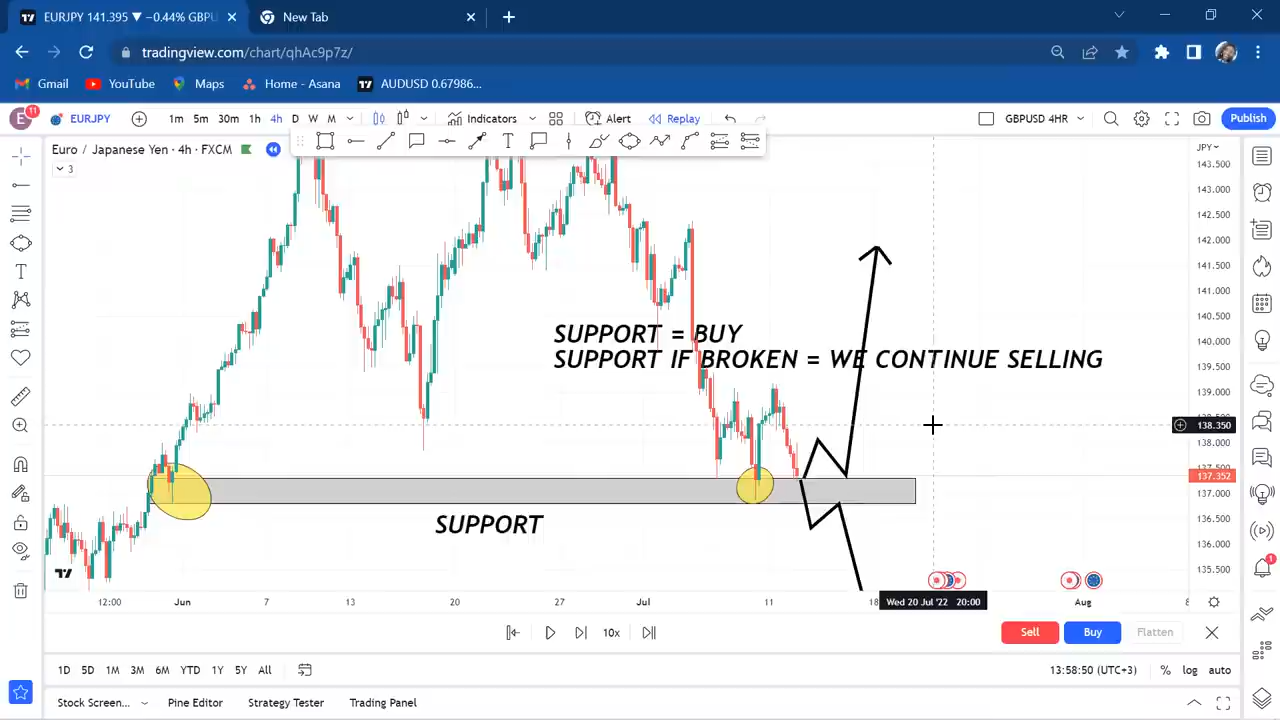 EURJPY 141.395 ▼ −0.44% GBPU
New Tab
tradingview.com/chart/qhAc9p7z/
Gmail
YouTube
Maps
Home - Asana
AUDUSD 0.67986...
E
11
EURJPY
1m 5m 30m 1h 4h D W M
Indicators
Alert
Replay
GBPUSD 4HR
Publish
Euro / Japanese Yen · 4h · FXCM
3
JPY
143.500
143.000
142.500
142.000
141.500
141.000
140.500
140.000
139.500
139.000
138.350
138.000
137.500
137.352
137.000
136.500
136.000
135.500
SUPPORT = BUY
SUPPORT IF BROKEN = WE CONTINUE SELLING
SUPPORT
12:00 Jun 7 13 20 27 Jul 11 18 Wed 20 Jul '22 20:00 Aug 8
10x
Sell
Buy
Flatten
1D 5D 1M 3M 6M YTD 1Y 5Y All
13:58:50 (UTC+3)
% log auto
Stock Screen... Pine Editor Strategy Tester Trading Panel
1